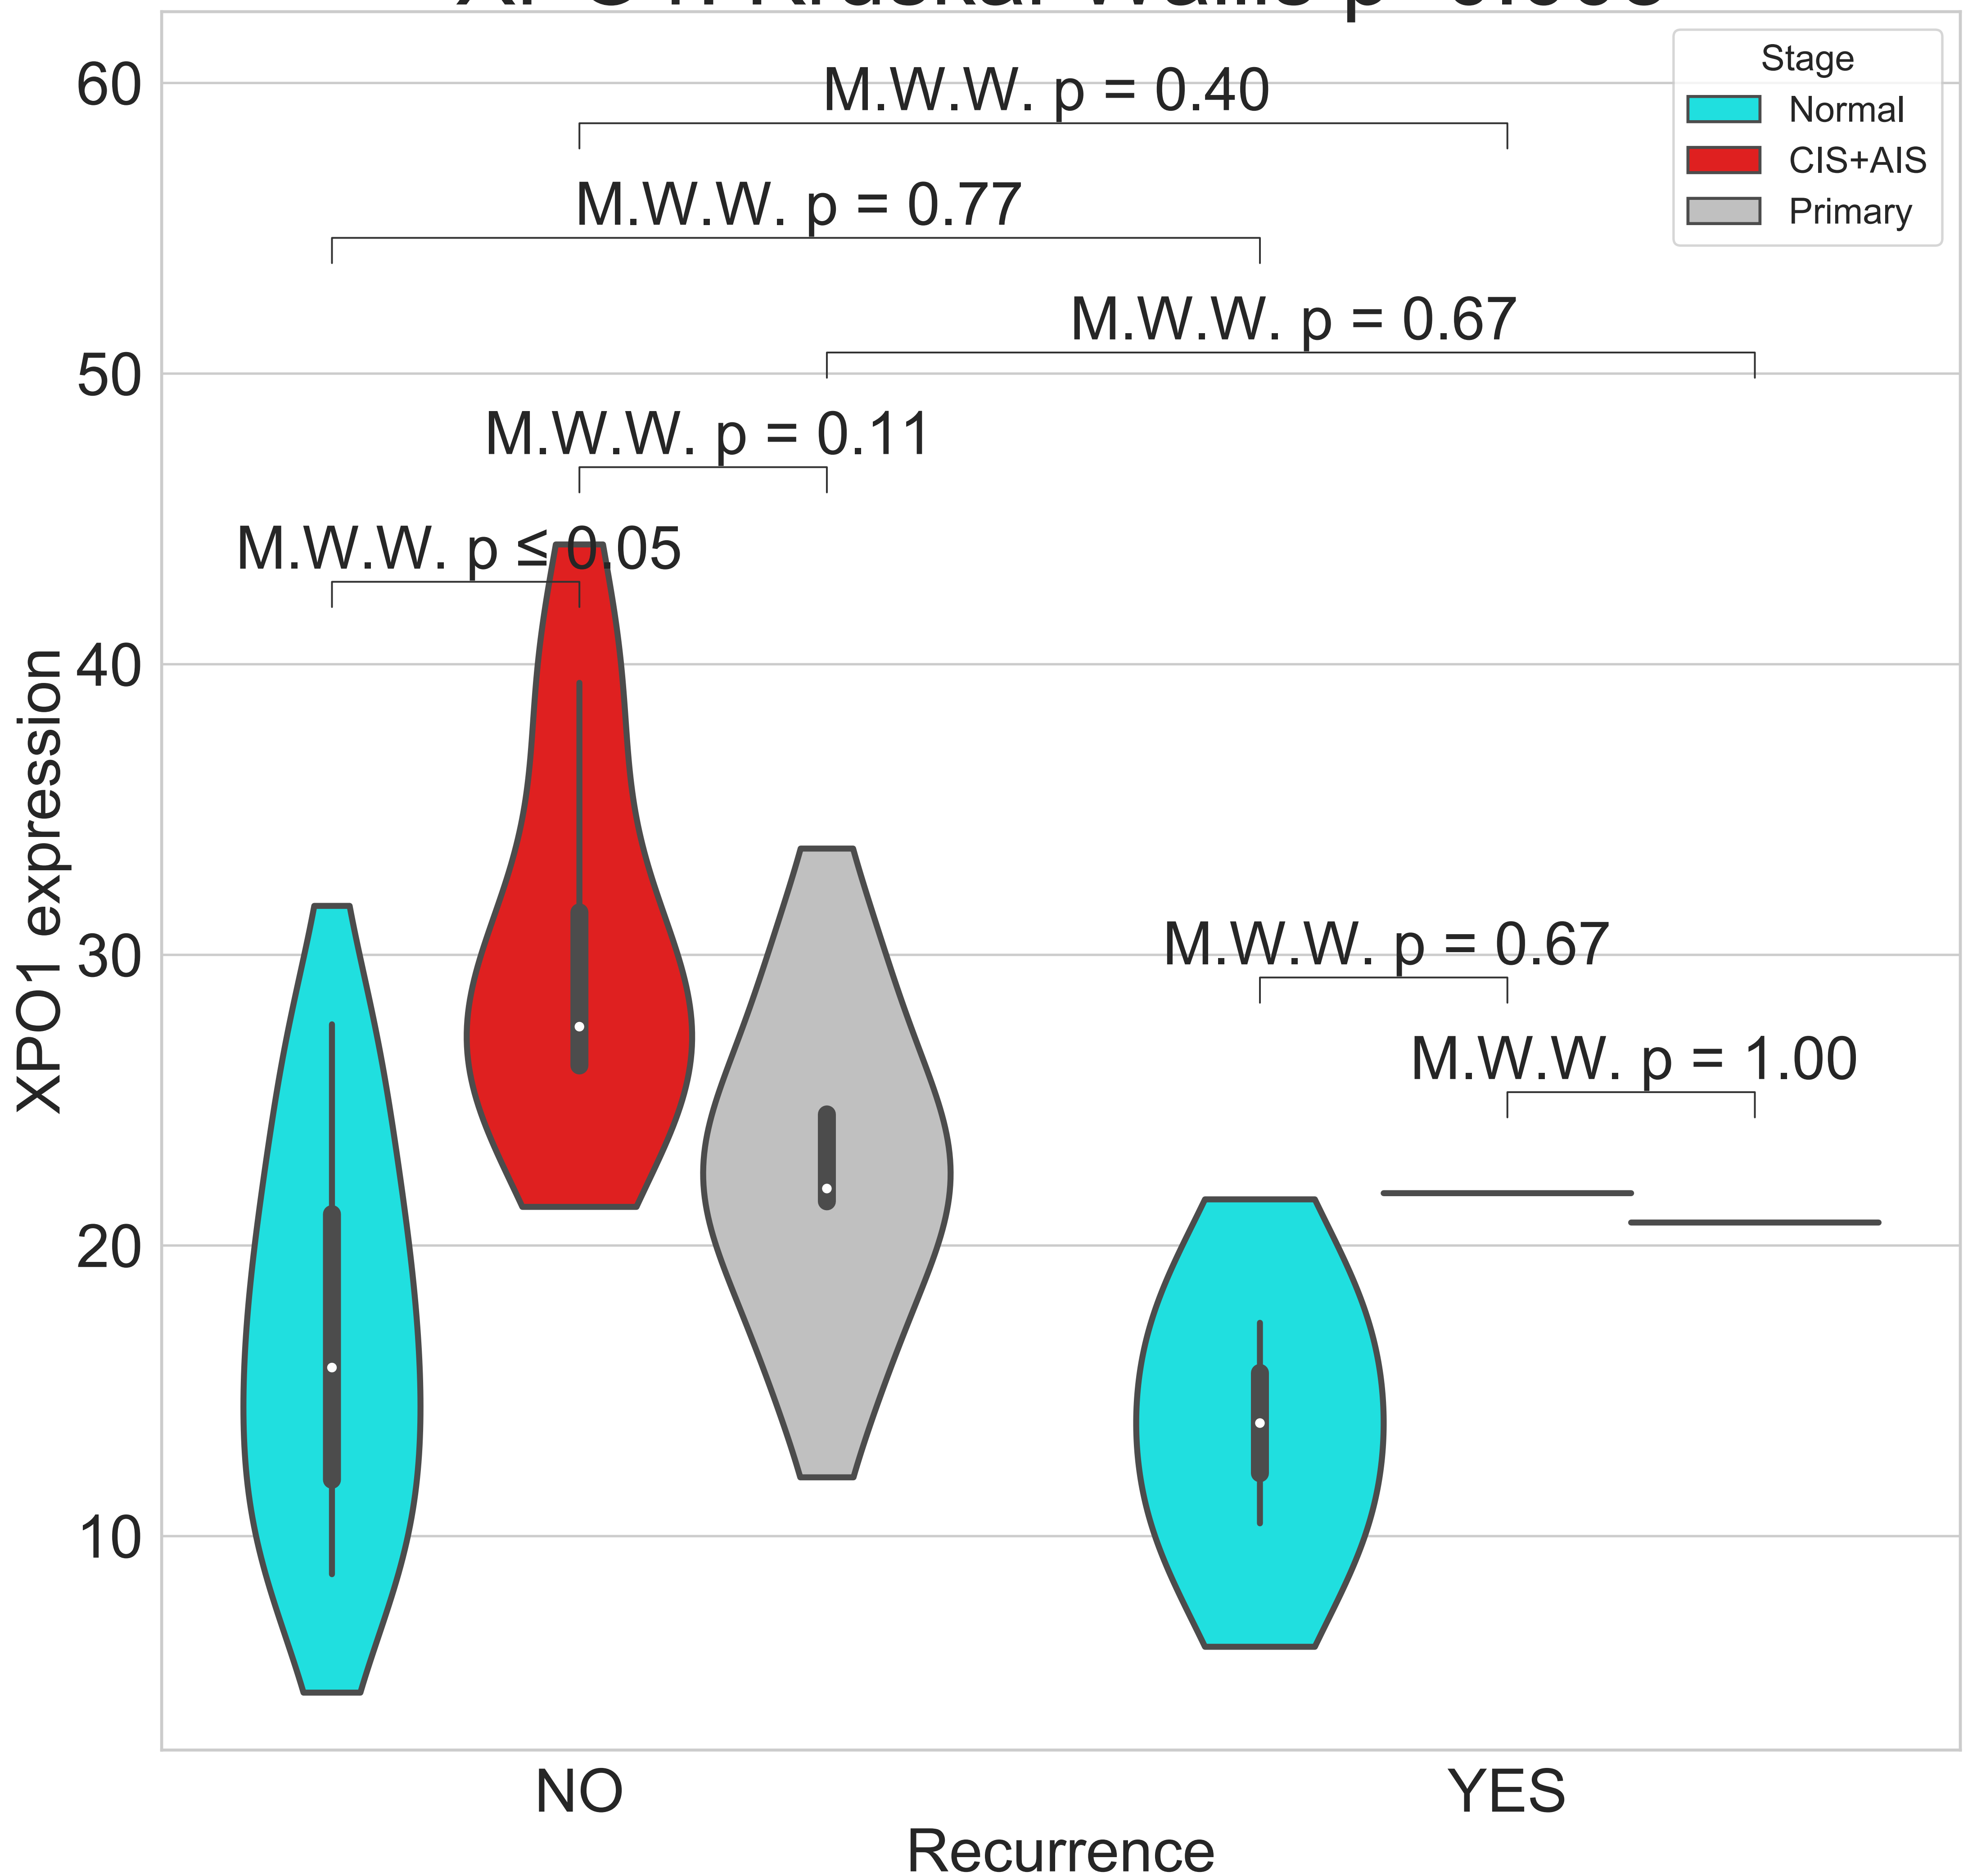 Stage
Normal
CIS+AIS
Primary
60
50
40
30
20
10
M.W.W. p = 0.40
M.W.W. p = 0.77
M.W.W. p = 0.67
M.W.W. p = 0.11
M.W.W. p ≤ 0.05
M.W.W. p = 0.67
M.W.W. p = 1.00
XPO1 expression
NO
YES
Recurrence